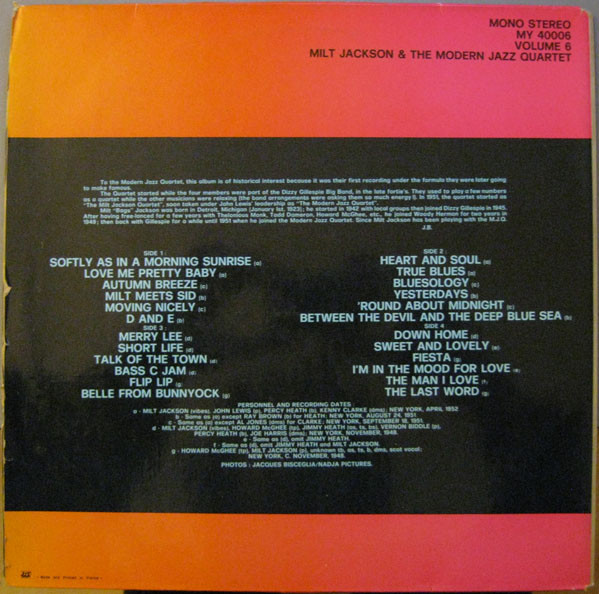 MONO STEREO
MY 40006
VOLUME 6
MILT JACKSON & THE MODERN JAZZ QUARTET
To the Modern Jazz Quartet, this album is of historical interest because it was their first recording under the formula they were later going
to make famous.
The Quartet started while the four members were part of the Dizzy Gillespie Big Band, in the late fortie's. They used to play a few numbers
as a quartet while the other musicians were relaxing (the band arrangements were asking them so much energy !). In 1951, the quartet started as
"The Milt Jackson Quartet", soon taken under John Lewis' leadership as "The Modern Jazz Quartet".
Milt "Bags" Jackson was born in Detroit, Michigan (January 1st, 1923); he started in 1942 with local groups then joined Dizzy Gillespie in 1945.
After having free-lanced for a few years with Thelonious Monk, Tadd Dameron, Howard McGhee, etc., he joined Woody Herman for two years in
1949; then back with Gillespie for a while until 1951 when he joined the Modern Jazz Quartet. Since Milt Jackson has been playing with the M.J.Q.
J.B.
SIDE 1 :
SOFTLY AS IN A MORNING SUNRISE (a)
LOVE ME PRETTY BABY (a)
AUTUMN BREEZE (c)
MILT MEETS SID (b)
MOVING NICELY (c)
D AND E (b)
SIDE 3 :
MERRY LEE (d)
SHORT LIFE (d)
TALK OF THE TOWN (d)
BASS C JAM (d)
FLIP LIP (g)
BELLE FROM BUNNYOCK (g)
SIDE 2 :
HEART AND SOUL (a)
TRUE BLUES (a)
BLUESOLOGY (c)
YESTERDAYS (b)
'ROUND ABOUT MIDNIGHT (c)
BETWEEN THE DEVIL AND THE DEEP BLUE SEA (b)
SIDE 4
DOWN HOME (d)
SWEET AND LOVELY (e)
FIESTA (g)
I'M IN THE MOOD FOR LOVE (e)
THE MAN I LOVE (f)
THE LAST WORD (g)
PERSONNEL AND RECORDING DATES
a - MILT JACKSON (vibes), JOHN LEWIS (p), PERCY HEATH (b), KENNY CLARKE (dms); NEW YORK, APRIL, 1952
b - Same as (a) except RAY BROWN (b) for HEATH; NEW YORK, AUGUST 24, 1951
c - Same as (a) except AL JONES (dms) for CLARKE; NEW YORK, SEPTEMBER 18, 1951
d - MILT JACKSON (vibes), HOWARD McGHEE (tp), JIMMY HEATH (as, ts, bs), VERNON BIDDLE (p),
PERCY HEATH (b), JOE HARRIS (dms); NEW YORK, NOVEMBER, 1948.
e - Same as (d), omit JIMMY HEATH.
f - Same as (d), omit JIMMY HEATH and MILT JACKSON.
g - HOWARD McGHEE (tp), MILT JACKSON (p), unknown tb, as, ts, b, dms, scat vocal;
NEW YORK, C. NOVEMBER, 1948.
PHOTOS : JACQUES BISCEGLIA/NADJA PICTURES.